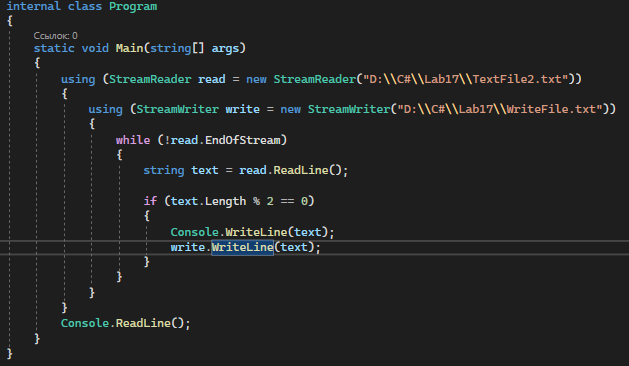 internal class Program
{
Ссылок: 0
static void Main(string[] args)
{
using (StreamReader read = new StreamReader("D:\\C#\\Lab17\\TextFile2.txt"))
{
using (StreamWriter write = new StreamWriter("D:\\C#\\Lab17\\WriteFile.txt"))
{
while (!read.EndOfStream)
{
string text = read.ReadLine();
if (text.Length % 2 == 0)
{
Console.WriteLine(text);
write.WriteLine(text);
}
}
}
}
Console.ReadLine();
}
}